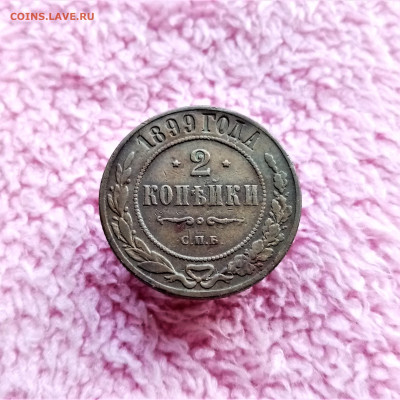 COINS.LAVE.RU
1899 ГОДА
2
КОПѢЙКИ
С.П.Б.